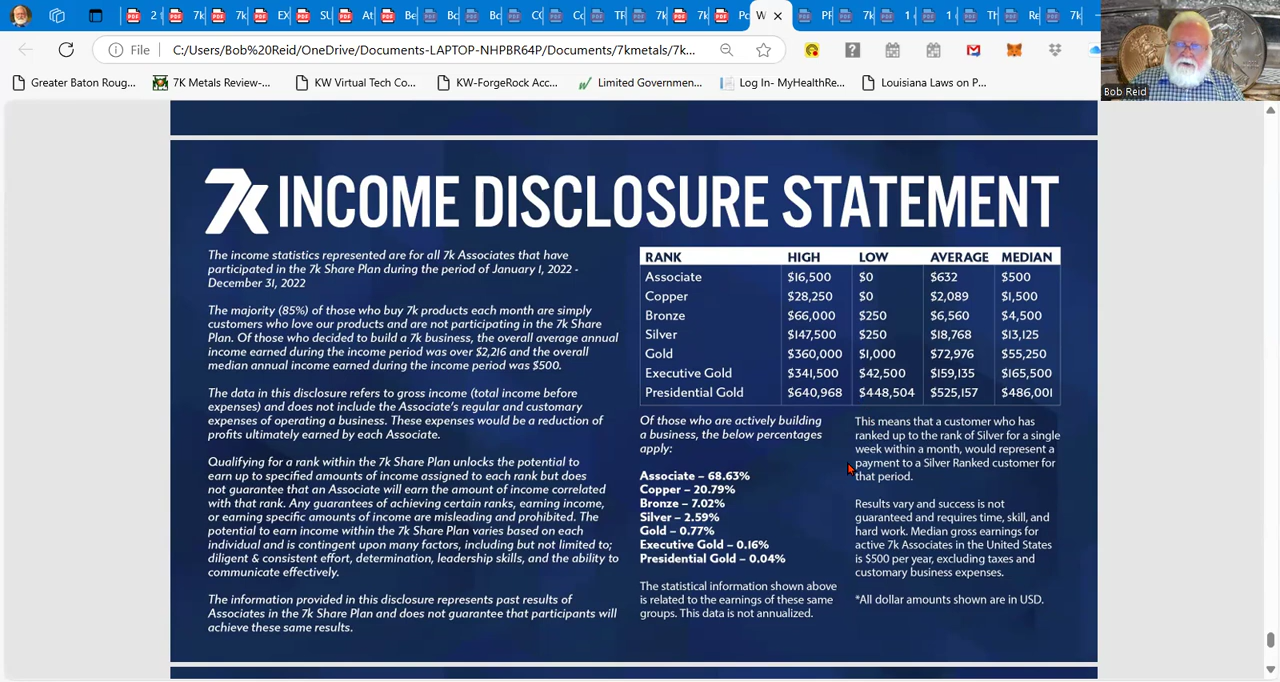 2
7k
7k
EX
SU
At
Be
Bc
Bc
C(
Cc
TF
7k
7k
Pc
W
PF
7k
1
1
Th
Re
7k
File
C:/Users/Bob%20Reid/OneDrive/Documents-LAPTOP-NHPBR64P/Documents/7kmetals/7k...
Greater Baton Roug...
7K Metals Review-...
KW Virtual Tech Co...
KW-ForgeRock Acc...
Limited Governmen...
Log In- MyHealthRe...
Louisiana Laws on P...
Bob Reid
7k INCOME DISCLOSURE STATEMENT
The income statistics represented are for all 7k Associates that have
participated in the 7k Share Plan during the period of January 1, 2022 -
December 31, 2022
The majority (85%) of those who buy 7k products each month are simply
customers who love our products and are not participating in the 7k Share
Plan. Of those who decided to build a 7k business, the overall average annual
income earned during the income period was over $2,216 and the overall
median annual income earned during the income period was $500.
The data in this disclosure refers to gross income (total income before
expenses) and does not include the Associate's regular and customary
expenses of operating a business. These expenses would be a reduction of
profits ultimately earned by each Associate.
Qualifying for a rank within the 7k Share Plan unlocks the potential to
earn up to specified amounts of income assigned to each rank but does
not guarantee that an Associate will earn the amount of income correlated
with that rank. Any guarantees of achieving certain ranks, earning income,
or earning specific amounts of income are misleading and prohibited. The
potential to earn income within the 7k Share Plan varies based on each
individual and is contingent upon many factors, including but not limited to;
diligent & consistent effort, determination, leadership skills, and the ability to
communicate effectively.
The information provided in this disclosure represents past results of
Associates in the 7k Share Plan and does not guarantee that participants will
achieve these same results.
RANK HIGH LOW AVERAGE MEDIAN
Associate $16,500 $0 $632 $500
Copper $28,250 $0 $2,089 $1,500
Bronze $66,000 $250 $6,560 $4,500
Silver $147,500 $250 $18,768 $13,125
Gold $360,000 $1,000 $72,976 $55,250
Executive Gold $341,500 $42,500 $159,135 $165,500
Presidential Gold $640,968 $448,504 $525,157 $486,001
Of those who are actively building
a business, the below percentages
apply:
Associate – 68.63%
Copper – 20.79%
Bronze – 7.02%
Silver – 2.59%
Gold – 0.77%
Executive Gold – 0.16%
Presidential Gold – 0.04%
The statistical information shown above
is related to the earnings of these same
groups. This data is not annualized.
This means that a customer who has
ranked up to the rank of Silver for a single
week within a month, would represent a
payment to a Silver Ranked customer for
that period.
Results vary and success is not
guaranteed and requires time, skill, and
hard work. Median gross earnings for
active 7k Associates in the United States
is $500 per year, excluding taxes and
customary business expenses.
*All dollar amounts shown are in USD.